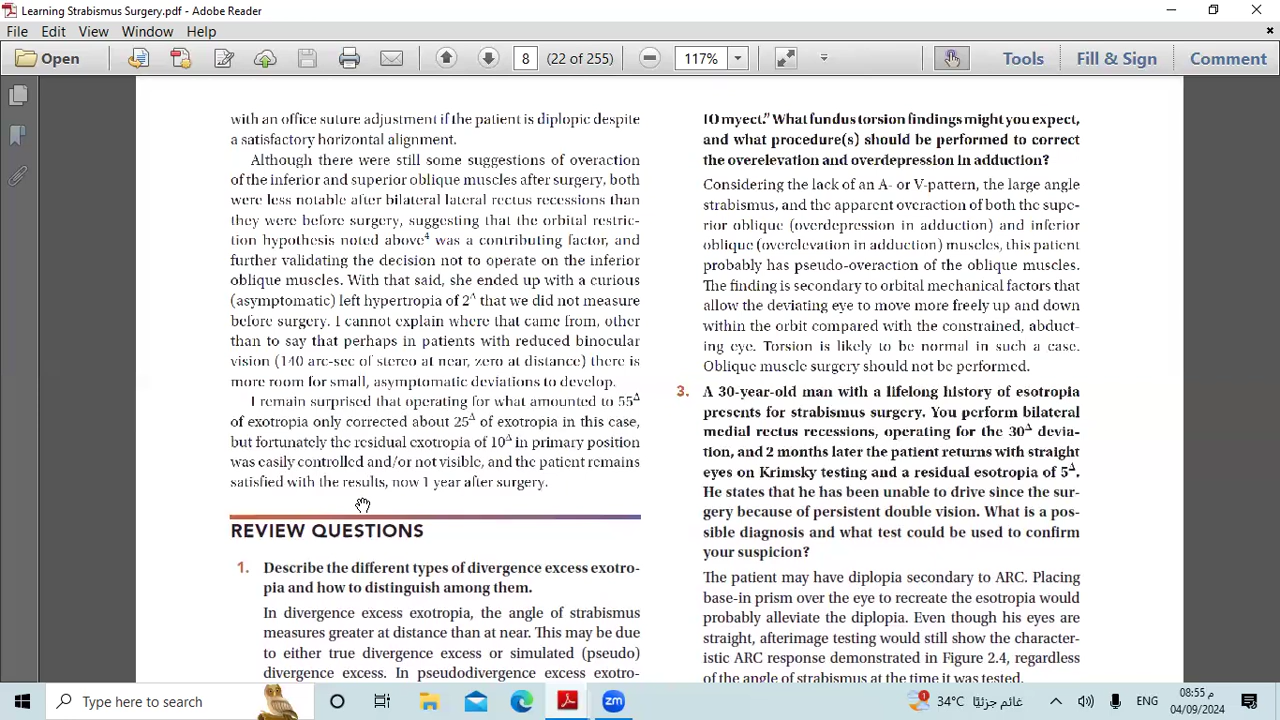 Learning Strabismus Surgery.pdf - Adobe Reader
File Edit View Window Help
Open
8
(22 of 255)
117%
Tools
Fill & Sign
Comment
with an office suture adjustment if the patient is diplopic despite
a satisfactory horizontal alignment.
Although there were still some suggestions of overaction
of the inferior and superior oblique muscles after surgery, both
were less notable after bilateral lateral rectus recessions than
they were before surgery, suggesting that the orbital restric-
tion hypothesis noted above⁴ was a contributing factor, and
further validating the decision not to operate on the inferior
oblique muscles. With that said, she ended up with a curious
(asymptomatic) left hypertropia of 2Δ that we did not measure
before surgery. I cannot explain where that came from, other
than to say that perhaps in patients with reduced binocular
vision (140 arc-sec of stereo at near, zero at distance) there is
more room for small, asymptomatic deviations to develop.
I remain surprised that operating for what amounted to 55Δ
of exotropia only corrected about 25Δ of exotropia in this case,
but fortunately the residual exotropia of 10Δ in primary position
was easily controlled and/or not visible, and the patient remains
satisfied with the results, now 1 year after surgery.
REVIEW QUESTIONS
1. Describe the different types of divergence excess exotro-
pia and how to distinguish among them.
In divergence excess exotropia, the angle of strabismus
measures greater at distance than at near. This may be due
to either true divergence excess or simulated (pseudo)
divergence excess. In pseudodivergence excess exotro-
IO myect." What fundus torsion findings might you expect,
and what procedure(s) should be performed to correct
the overelevation and overdepression in adduction?
Considering the lack of an A- or V-pattern, the large angle
strabismus, and the apparent overaction of both the supe-
rior oblique (overdepression in adduction) and inferior
oblique (overelevation in adduction) muscles, this patient
probably has pseudo-overaction of the oblique muscles.
The finding is secondary to orbital mechanical factors that
allow the deviating eye to move more freely up and down
within the orbit compared with the constrained, abduct-
ing eye. Torsion is likely to be normal in such a case.
Oblique muscle surgery should not be performed.
3. A 30-year-old man with a lifelong history of esotropia
presents for strabismus surgery. You perform bilateral
medial rectus recessions, operating for the 30Δ devia-
tion, and 2 months later the patient returns with straight
eyes on Krimsky testing and a residual esotropia of 5Δ.
He states that he has been unable to drive since the sur-
gery because of persistent double vision. What is a pos-
sible diagnosis and what test could be used to confirm
your suspicion?
The patient may have diplopia secondary to ARC. Placing
base-in prism over the eye to recreate the esotropia would
probably alleviate the diplopia. Even though his eyes are
straight, afterimage testing would still show the character-
istic ARC response demonstrated in Figure 2.4, regardless
of the angle of strabismus at the time it was tested.
Type here to search
34°C غائم جزئيًا
ENG
08:55 م
04/09/2024